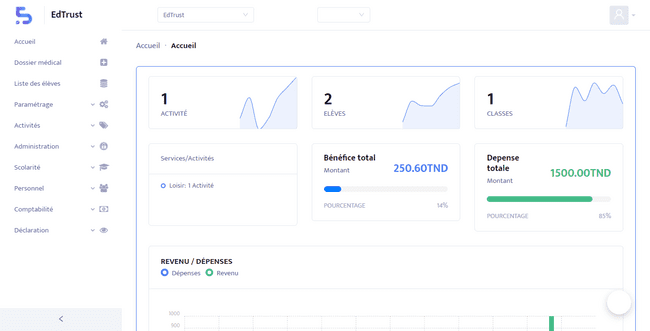 EdTrust
EdTrust
Accueil
Dossier médical
Liste des élèves
Paramétrage
Activités
Administration
Scolarité
Personnel
Comptabilité
Déclaration
Accueil
Accueil
1
ACTIVITÉ
2
ELÈVES
1
CLASSES
Services/Activités
Loisir: 1 Activité
Bénéfice total
Montant
250.60TND
POURCENTAGE
14%
Depense
totale
Montant
1500.00TND
POURCENTAGE
85%
REVENU / DÉPENSES
Dépenses
Revenu
1000
900